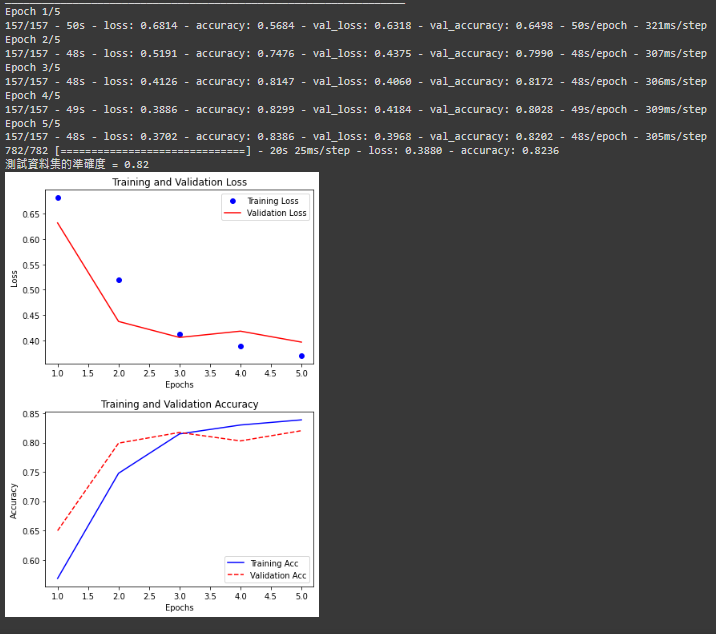 Epoch 1/5
157/157 - 50s - loss: 0.6814 - accuracy: 0.5684 - val_loss: 0.6318 - val_accuracy: 0.6498 - 50s/epoch - 321ms/step
Epoch 2/5
157/157 - 48s - loss: 0.5191 - accuracy: 0.7476 - val_loss: 0.4375 - val_accuracy: 0.7990 - 48s/epoch - 307ms/step
Epoch 3/5
157/157 - 48s - loss: 0.4126 - accuracy: 0.8147 - val_loss: 0.4060 - val_accuracy: 0.8172 - 48s/epoch - 306ms/step
Epoch 4/5
157/157 - 49s - loss: 0.3886 - accuracy: 0.8299 - val_loss: 0.4184 - val_accuracy: 0.8028 - 49s/epoch - 309ms/step
Epoch 5/5
157/157 - 48s - loss: 0.3702 - accuracy: 0.8386 - val_loss: 0.3968 - val_accuracy: 0.8202 - 48s/epoch - 305ms/step
782/782 [==============================] - 20s 25ms/step - loss: 0.3880 - accuracy: 0.8236
測試資料集的準確度 = 0.82
Training and Validation Loss
Training Loss
Validation Loss
0.65
0.60
0.55
0.50
0.45
0.40
Loss
1.0 1.5 2.0 2.5 3.0 3.5 4.0 4.5 5.0
Epochs
Training and Validation Accuracy
0.85
0.80
0.75
0.70
0.65
0.60
Accuracy
Training Acc
Validation Acc
1.0 1.5 2.0 2.5 3.0 3.5 4.0 4.5 5.0
Epochs